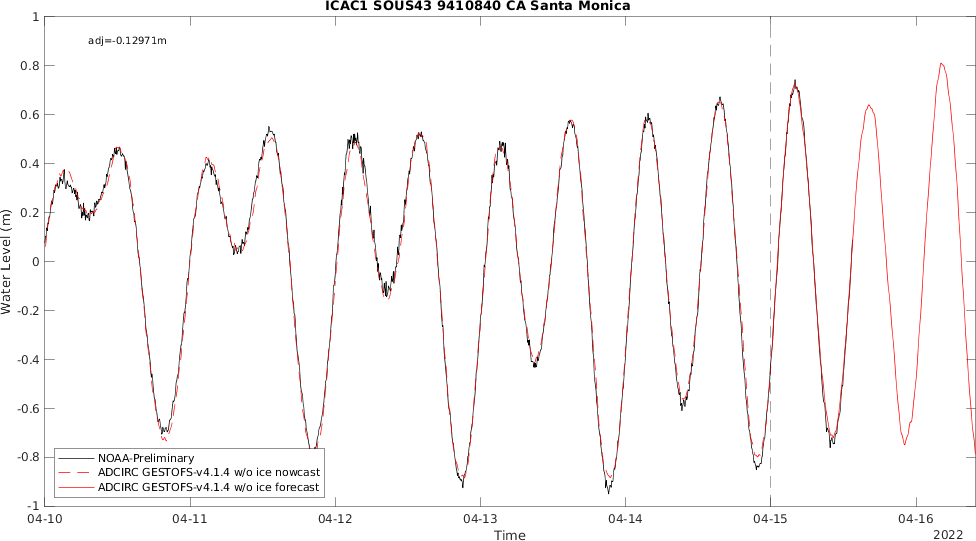 ICAC1 SOUS43 9410840 CA Santa Monica
adj=-0.12971m
1
0.8
0.6
0.4
0.2
0
-0.2
-0.4
-0.6
-0.8
-1
Water Level (m)
NOAA-Preliminary
ADCIRC GESTOFS-v4.1.4 w/o ice nowcast
ADCIRC GESTOFS-v4.1.4 w/o ice forecast
04-10 04-11 04-12 04-13 04-14 04-15 04-16
Time
2022